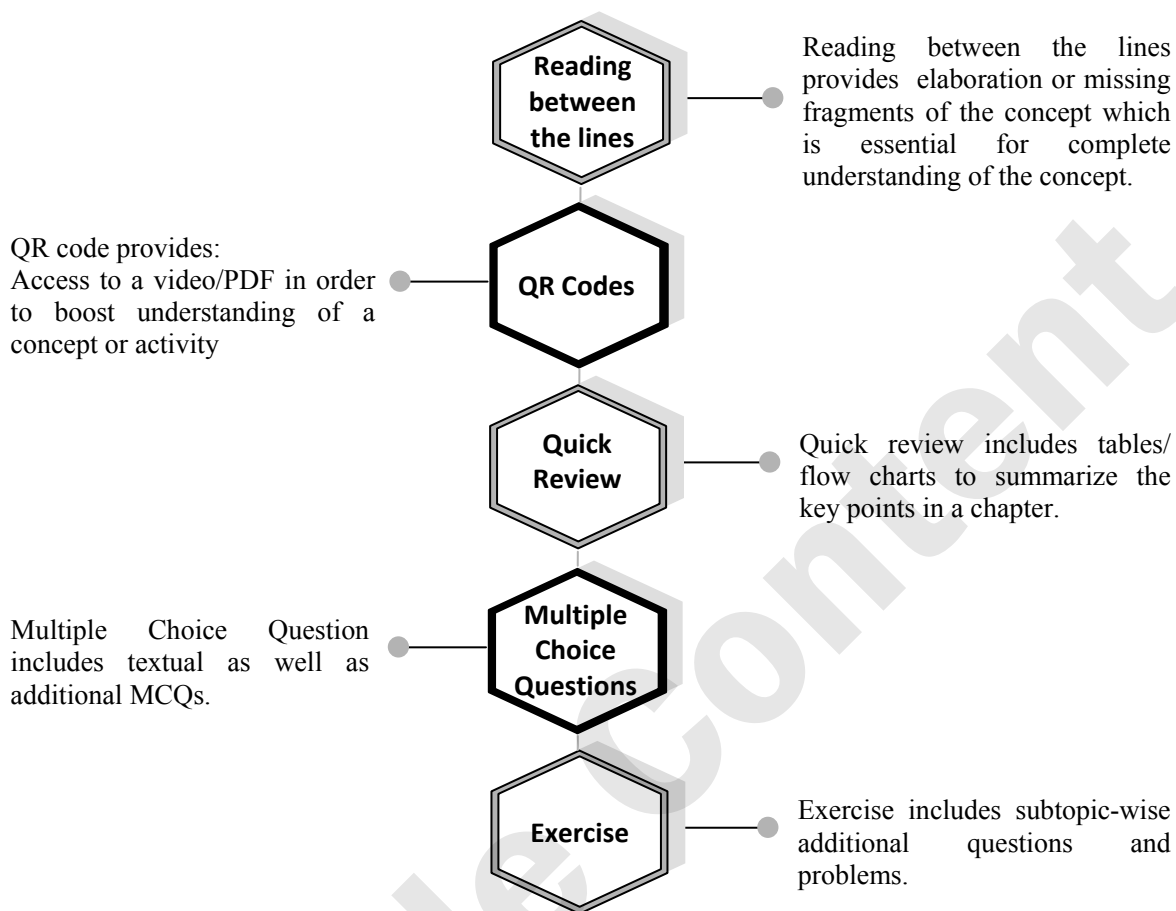 Reading
between
the lines
Reading between the lines
provides elaboration or missing
fragments of the concept which
is essential for complete
understanding of the concept.
QR code provides:
Access to a video/PDF in order
to boost understanding of a
concept or activity
QR Codes
Quick
Review
Quick review includes tables/
flow charts to summarize the
key points in a chapter.
Multiple Choice Question
includes textual as well as
additional MCQs.
Multiple
Choice
Questions
Exercise
Exercise includes subtopic-wise
additional questions and
problems.
Content